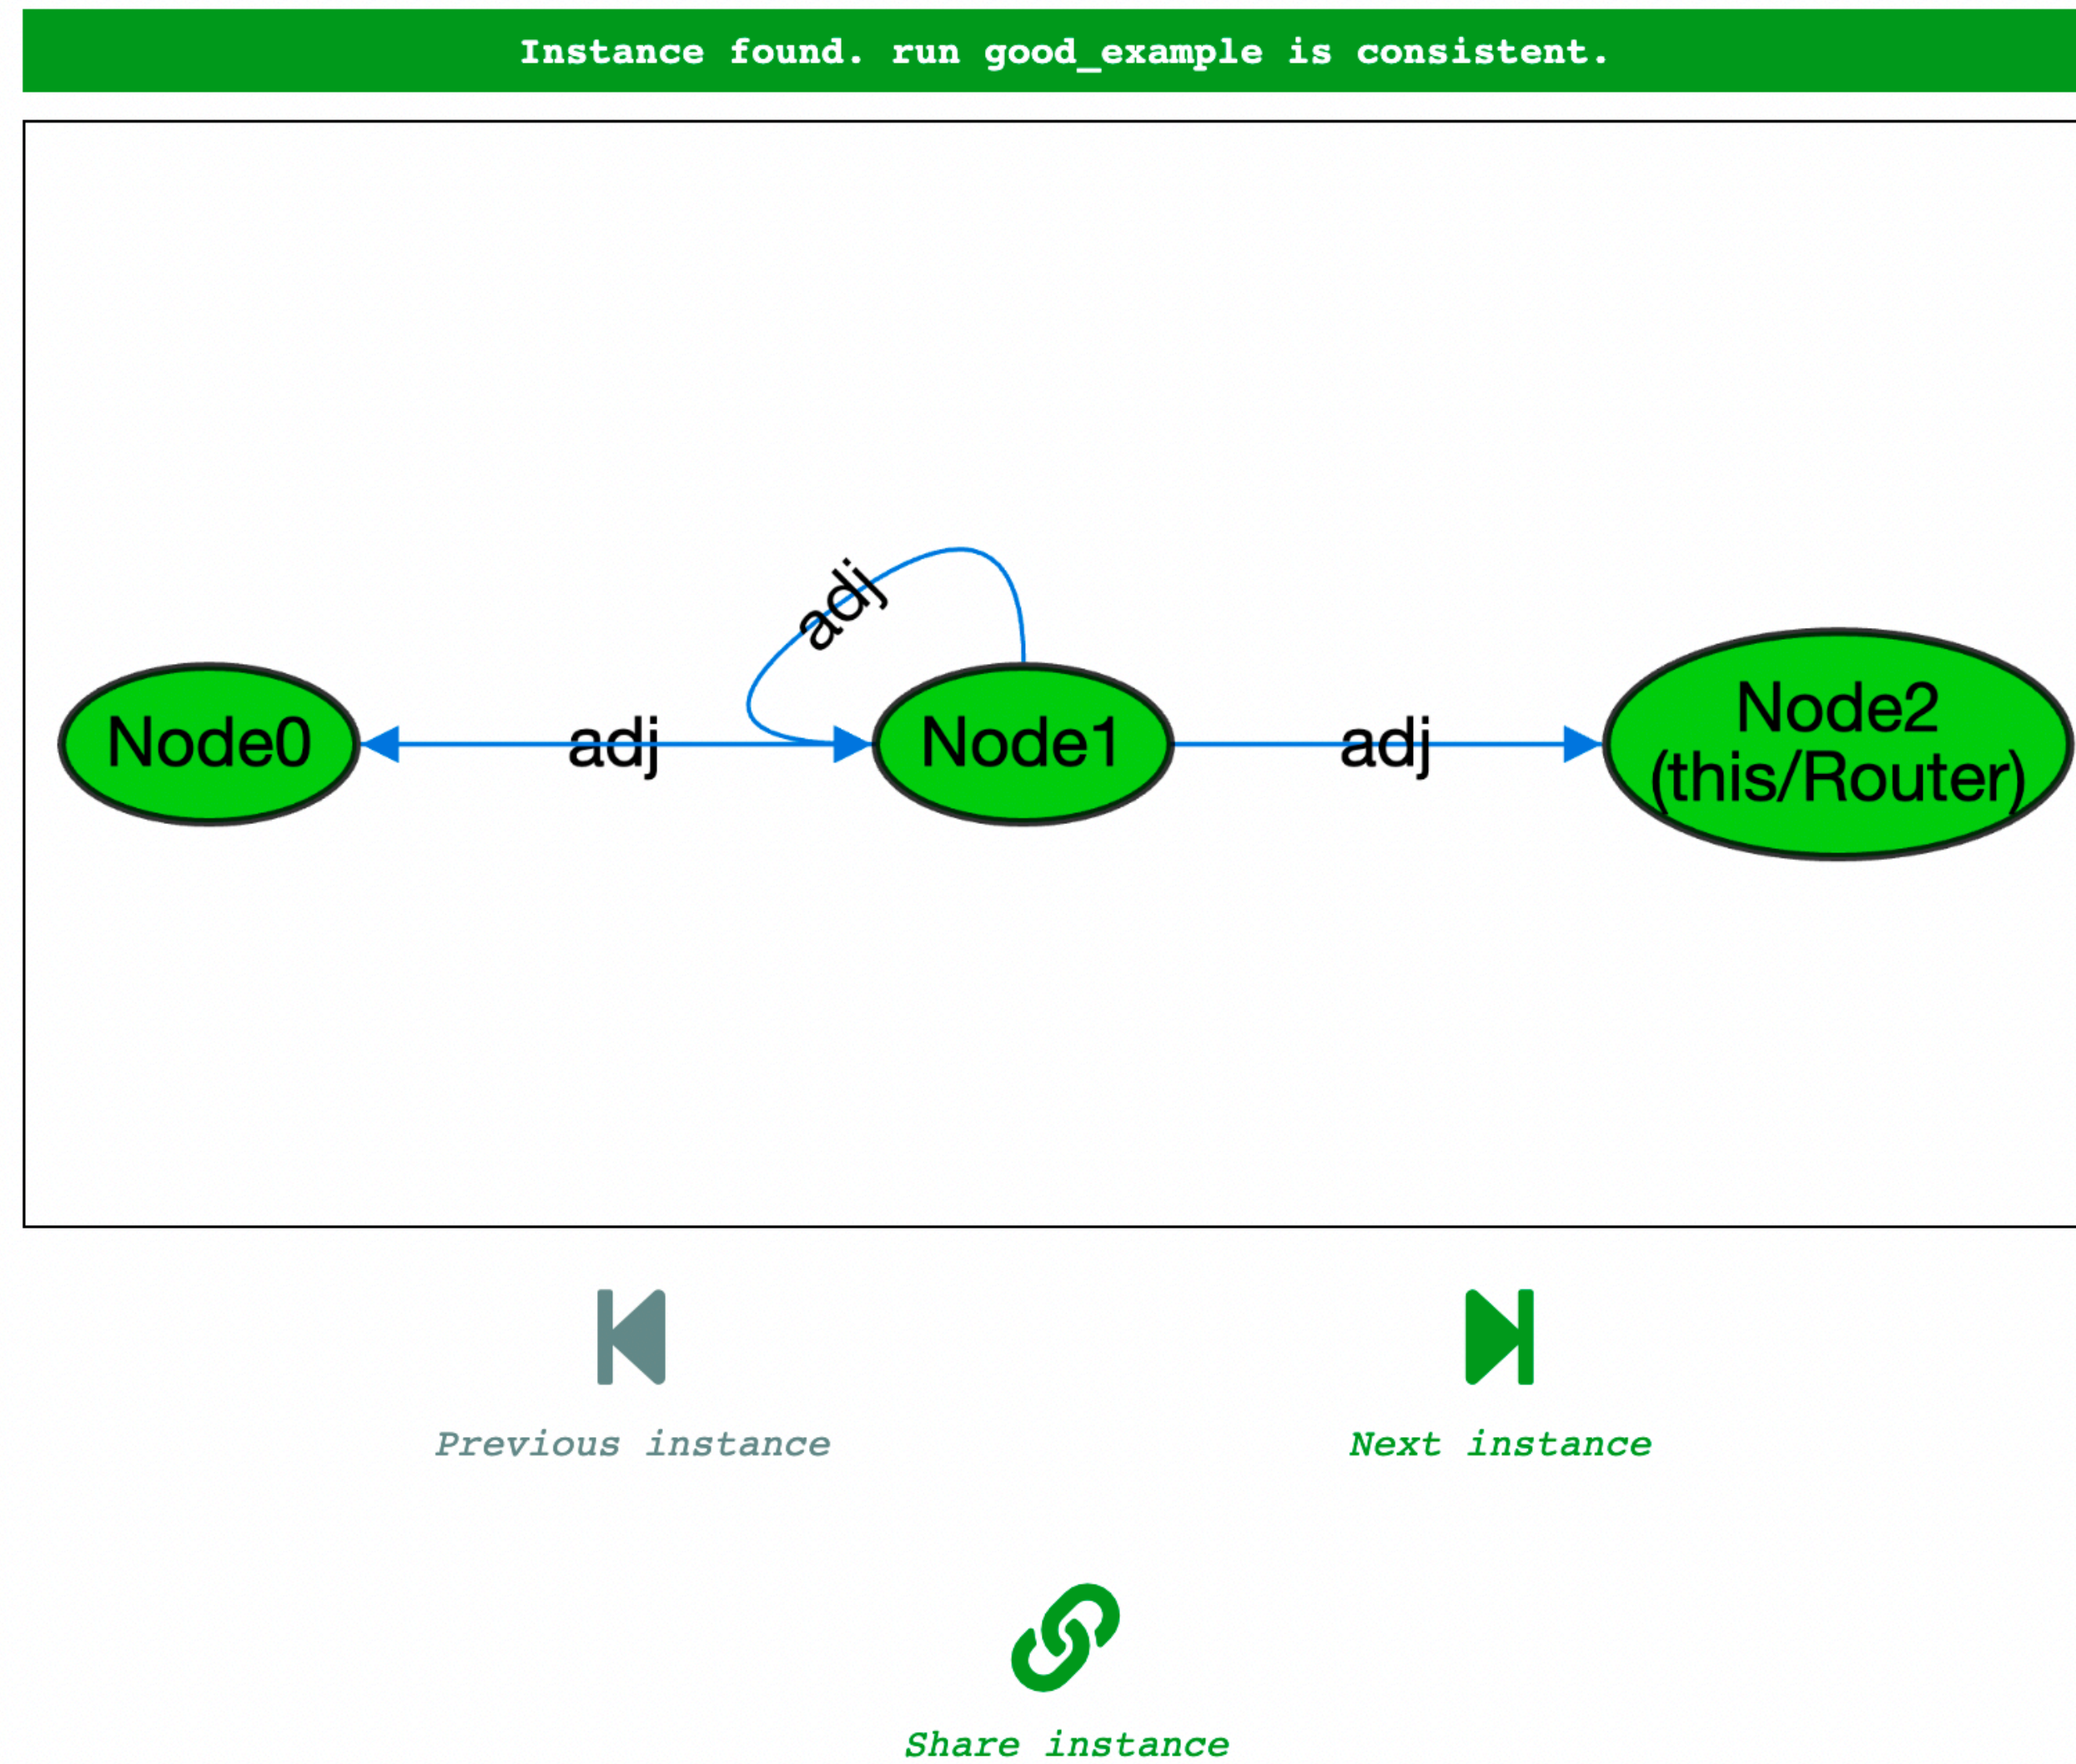 Instance found. run good_example is consistent.
adj
Node0
adj
Node1
adj
Node2
(this/Router)
Previous instance
Next instance
Share instance